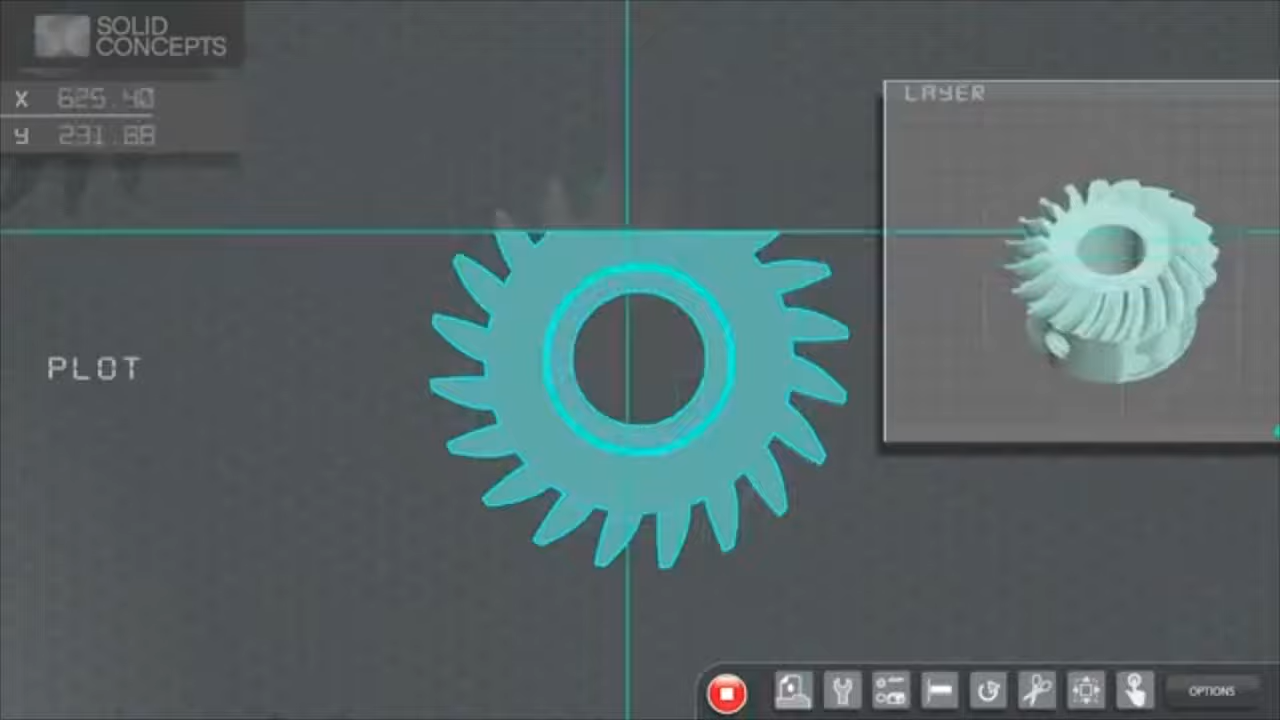 SOLID
CONCEPTS
X 625.40
Y 231.88
LAYER
PLOT
OPTIONS